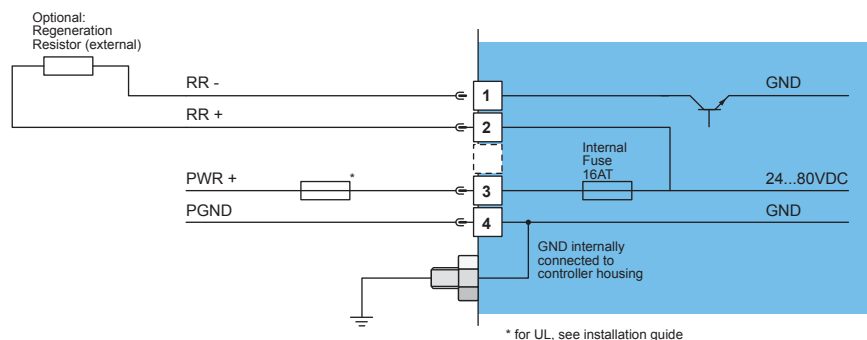 Optional:
Regeneration
Resistor (external)
RR -
1
GND
RR +
2
Internal
Fuse
16AT
PWR +
*
3
24...80VDC
PGND
4
GND
GND internally
connected to
controller housing
* for UL, see installation guide